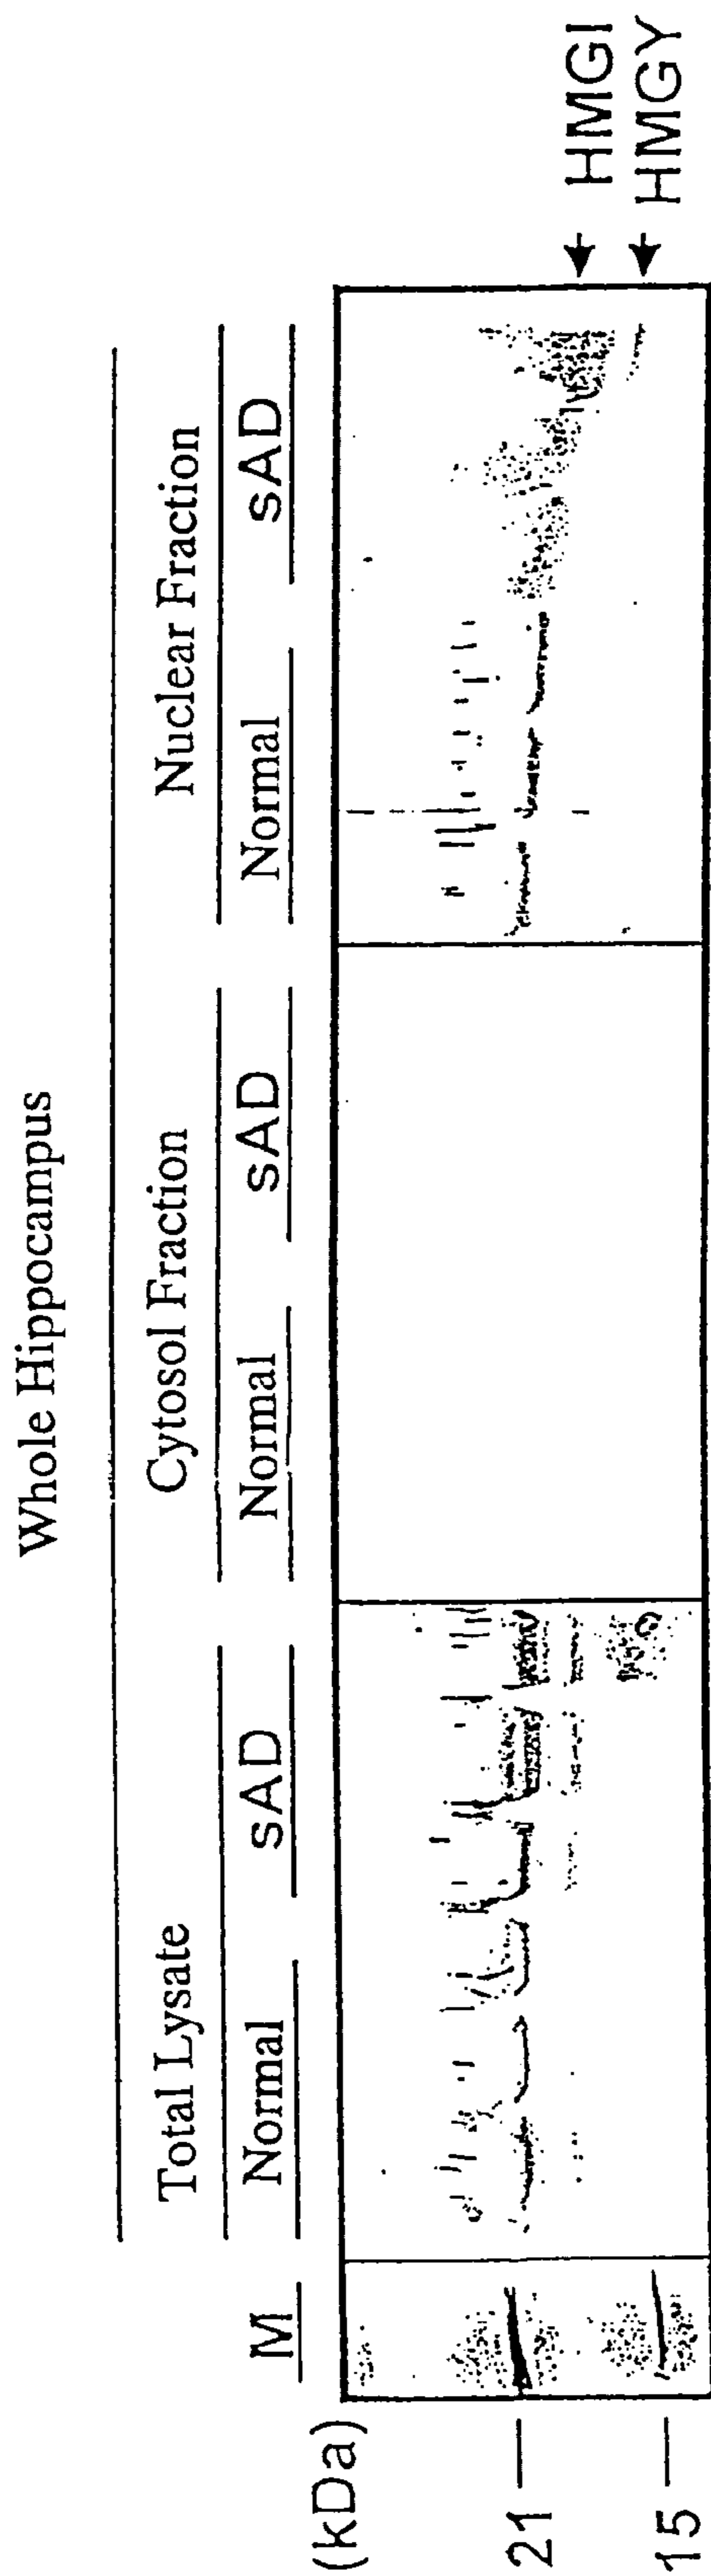 Whole Hippocampus
Total Lysate Cytosol Fraction Nuclear Fraction
M Normal sAD Normal sAD Normal sAD
(kDa)
21
15
HMGI
HMGY